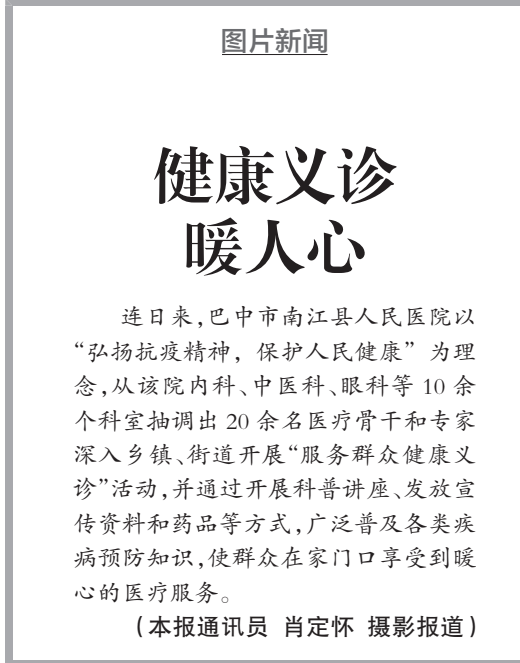 图片新闻
健康义诊
暖人心
连日来,巴中市南江县人民医院以
“弘扬抗疫精神，保护人民健康”为理
念,从该院内科、中医科、眼科等 10 余
个科室抽调出 20 余名医疗骨干和专家
深入乡镇、街道开展“服务群众健康义
诊”活动,并通过开展科普讲座、发放宣
传资料和药品等方式,广泛普及各类疾
病预防知识,使群众在家门口享受到暖
心的医疗服务。
(本报通讯员 肖定怀 摄影报道)